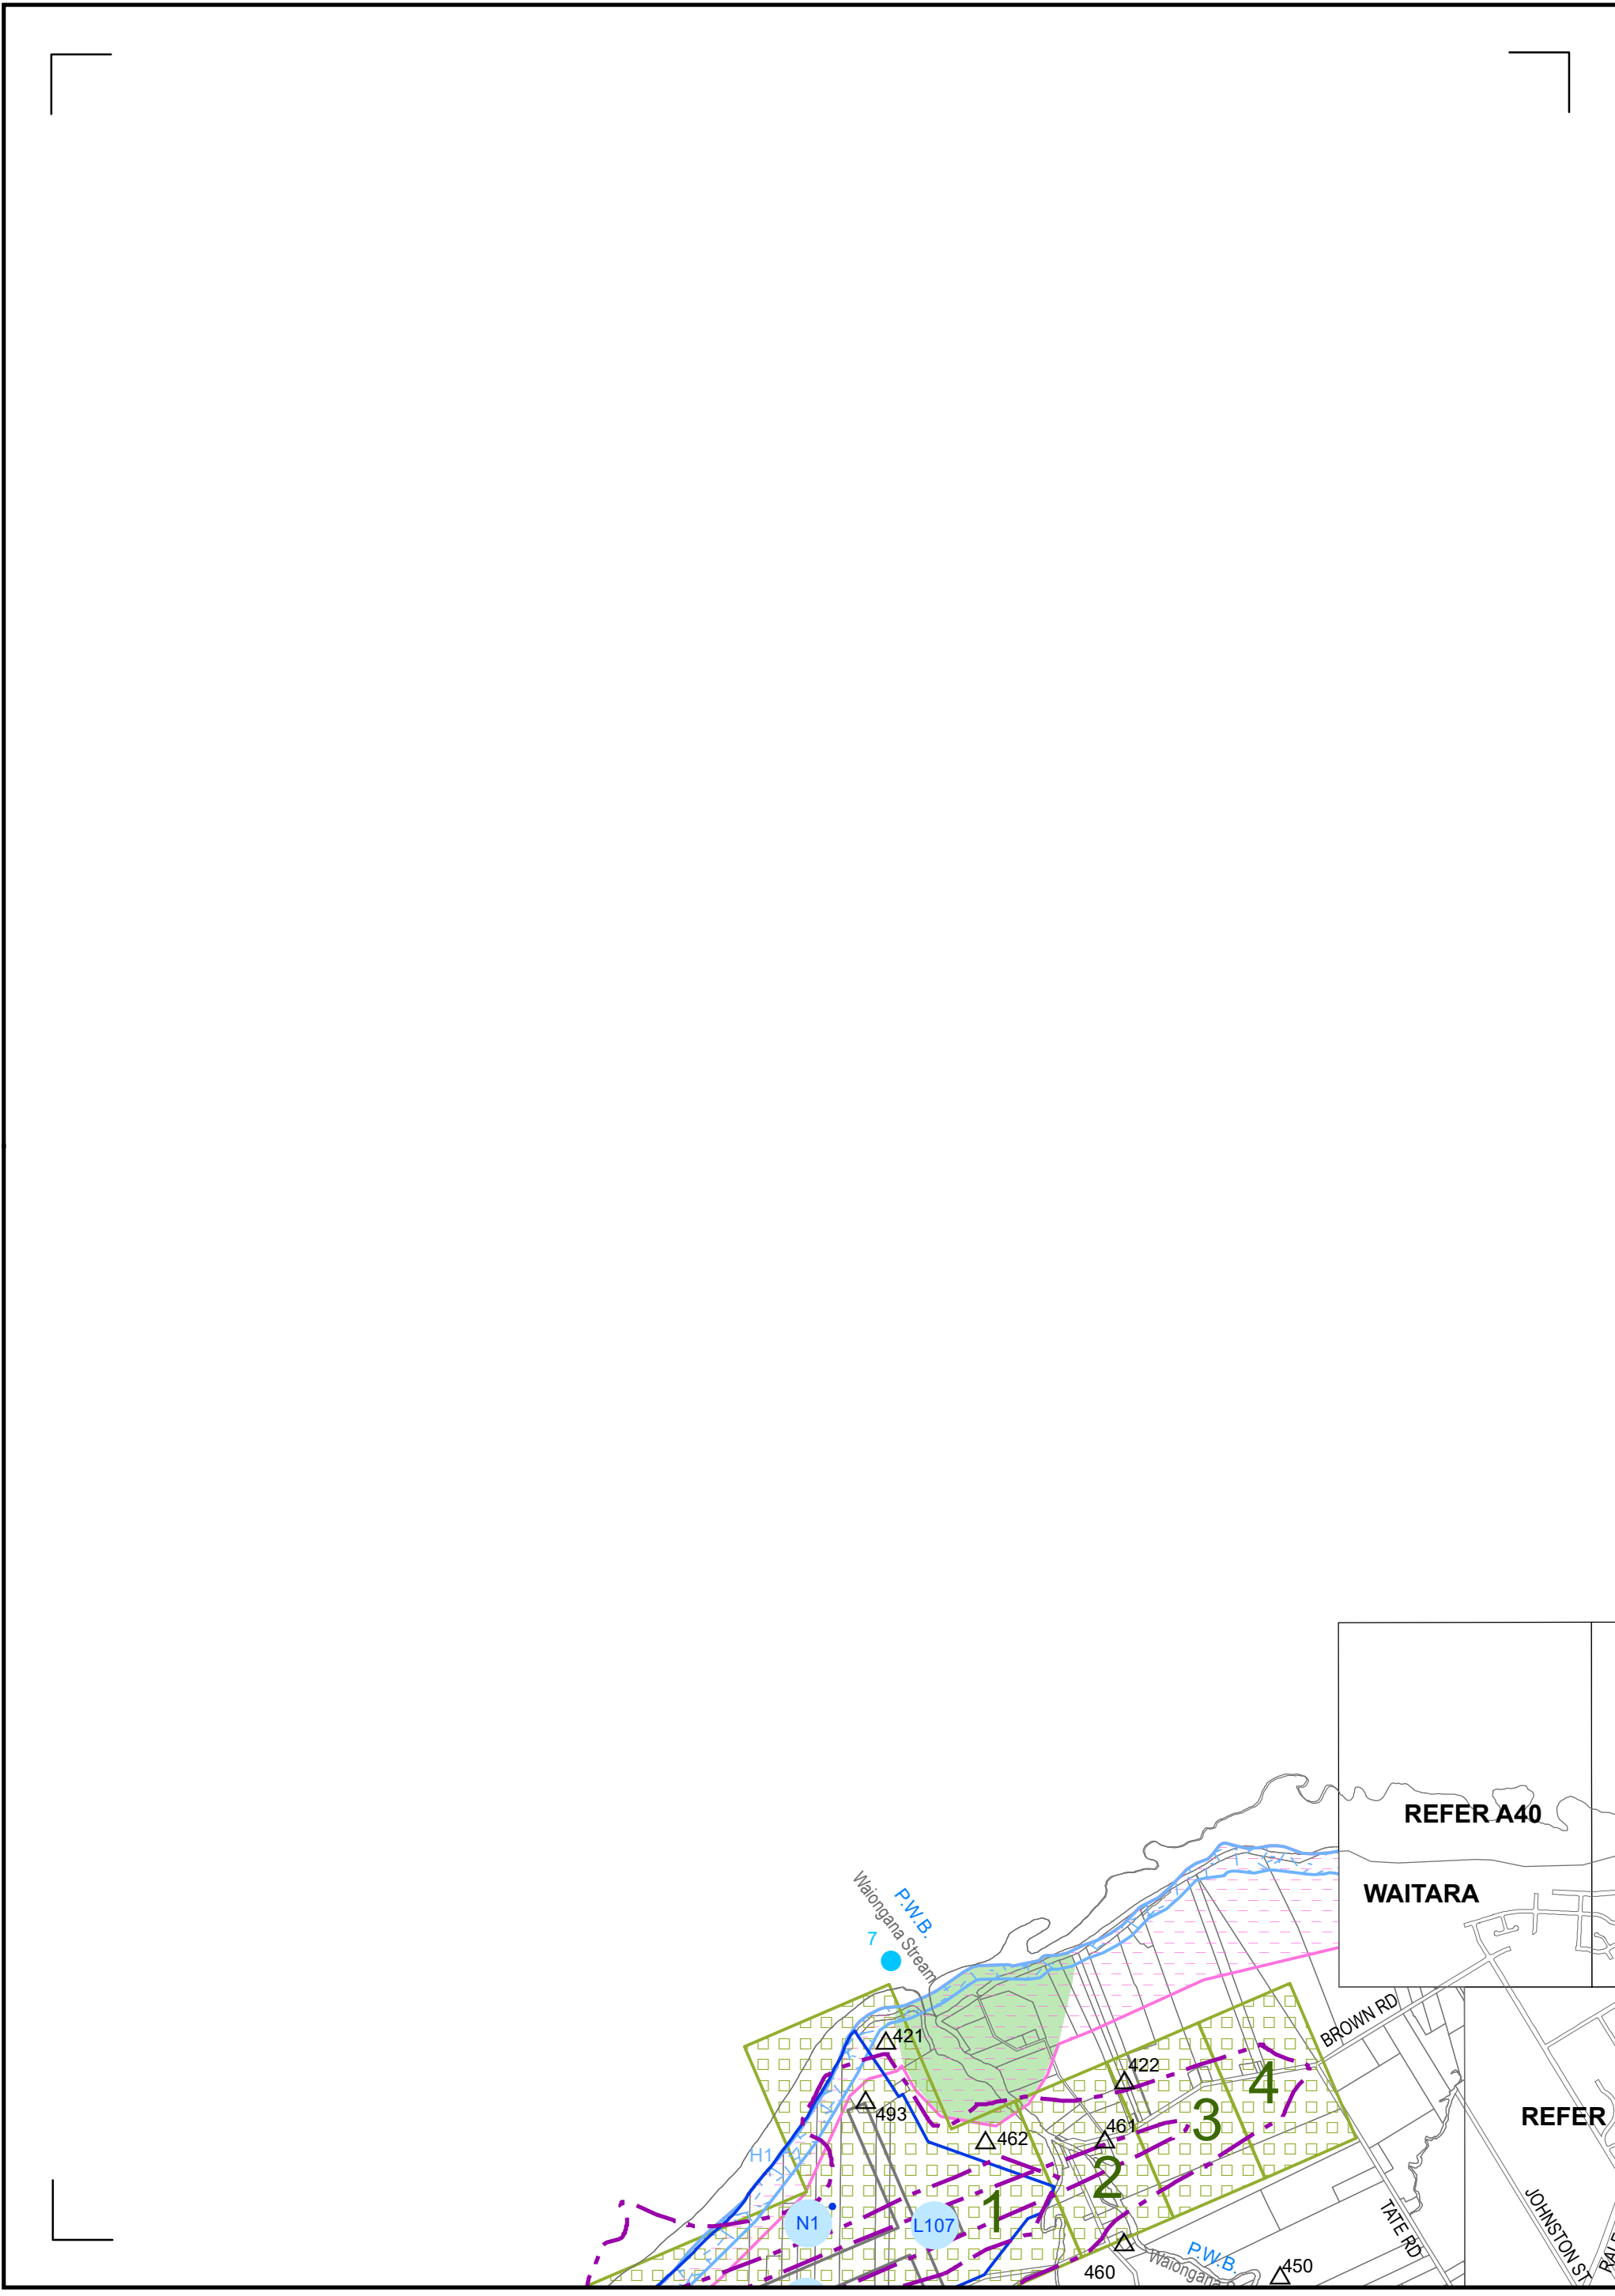 REFER A40
WAITARA
P.W.B.
Waiongana Stream
7
BROWN RD
421
422
4
493
3
REFER
461
462
H1
2
1
N1
L107
TATE RD
JOHNSTON ST
P.W.B.
Waiongana
460
450